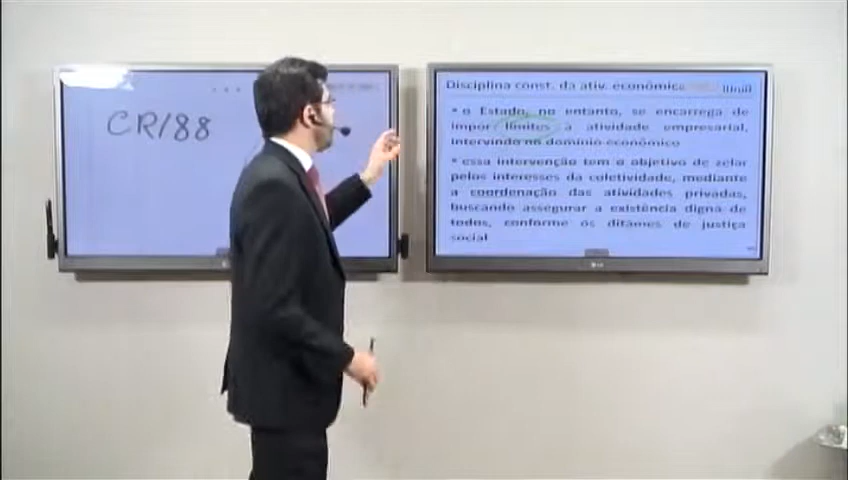 CR/88
Disciplina const. da ativ. econômica
• o Estado, no entanto, se encarrega de
impor limites à atividade empresarial,
intervindo no domínio econômico
• essa intervenção tem o objetivo de zelar
pelos interesses da coletividade, mediante
a coordenação das atividades privadas,
buscando assegurar a existência digna de
todos, conforme os ditames de justiça
social